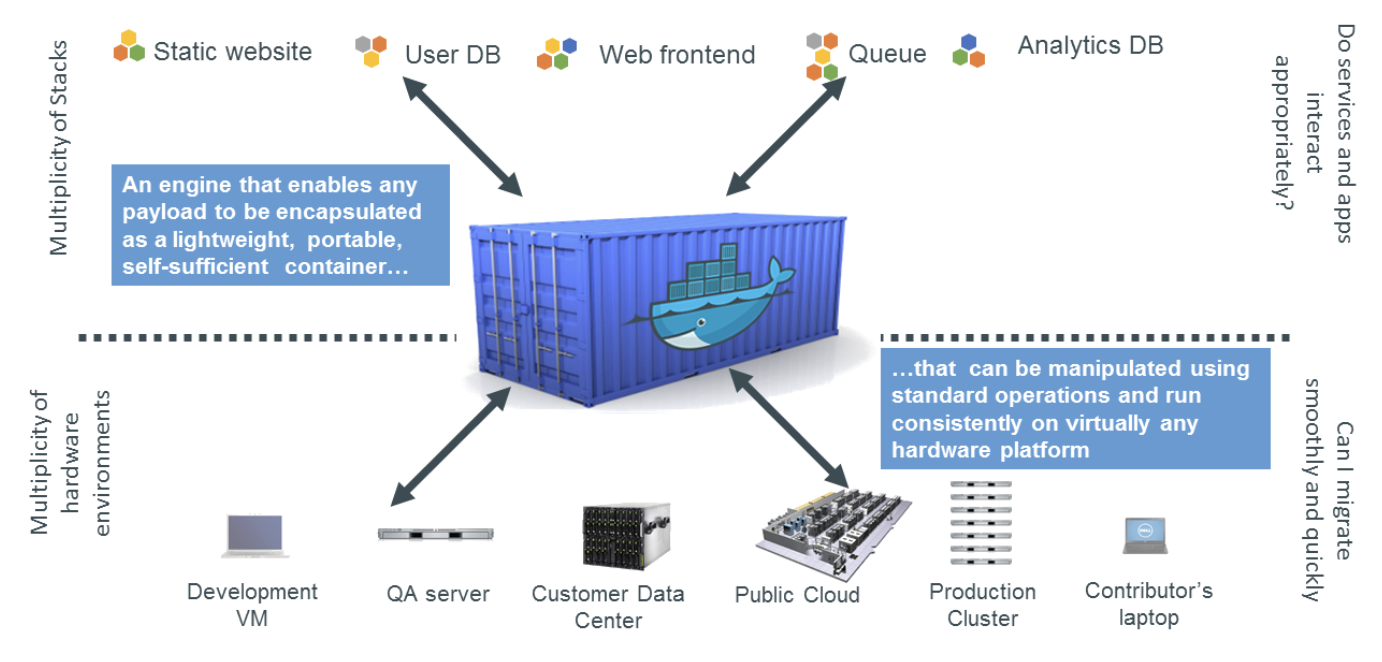 Multiplicity of Stacks
Static website
User DB
Web frontend
Queue
Analytics DB
Do services and apps
interact
appropriately?
An engine that enables any
payload to be encapsulated
as a lightweight, portable,
self-sufficient container…
…that can be manipulated using
standard operations and run
consistently on virtually any
hardware platform
Multiplicity of
hardware
environments
Can I migrate
smoothly and quickly
DELL
Development
VM
QA server
Customer Data
Center
Public Cloud
Production
Cluster
Contributor's
laptop